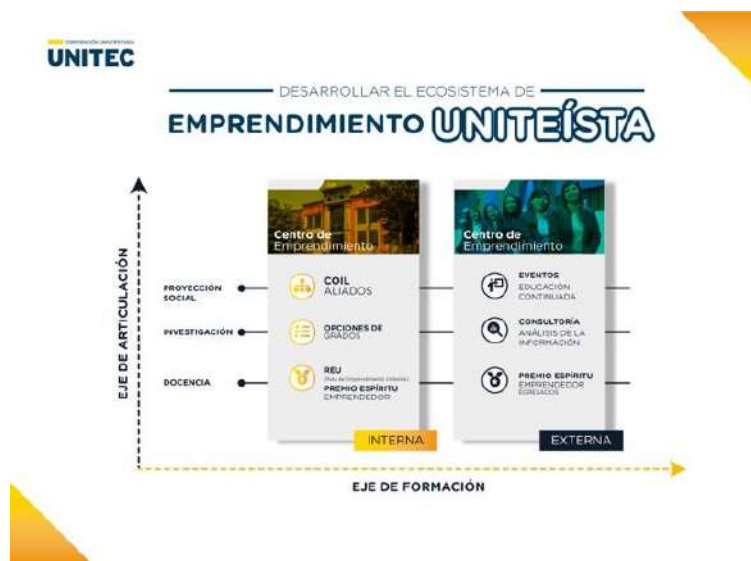 CORPORACIÓN UNIVERSITARIA
UNITEC
DESARROLLAR EL ECOSISTEMA DE
EMPRENDIMIENTO UNITEÍSTA
EJE DE ARTICULACIÓN
PROYECCIÓN
SOCIAL
INVESTIGACIÓN
DOCENCIA
Centro de
Emprendimiento
COIL
ALIADOS
OPCIONES DE
GRADOS
REU
PREMIO ESPÍRITU
EMPRENDEDOR
INTERNA
Centro de
Emprendimiento
EVENTOS
EDUCACIÓN
CONTINUADA
CONSULTORÍA
ANÁLISIS DE LA
INFORMACIÓN
PREMIO ESPÍRITU
EMPRENDEDOR
EGRESADOS
EXTERNA
EJE DE FORMACIÓN